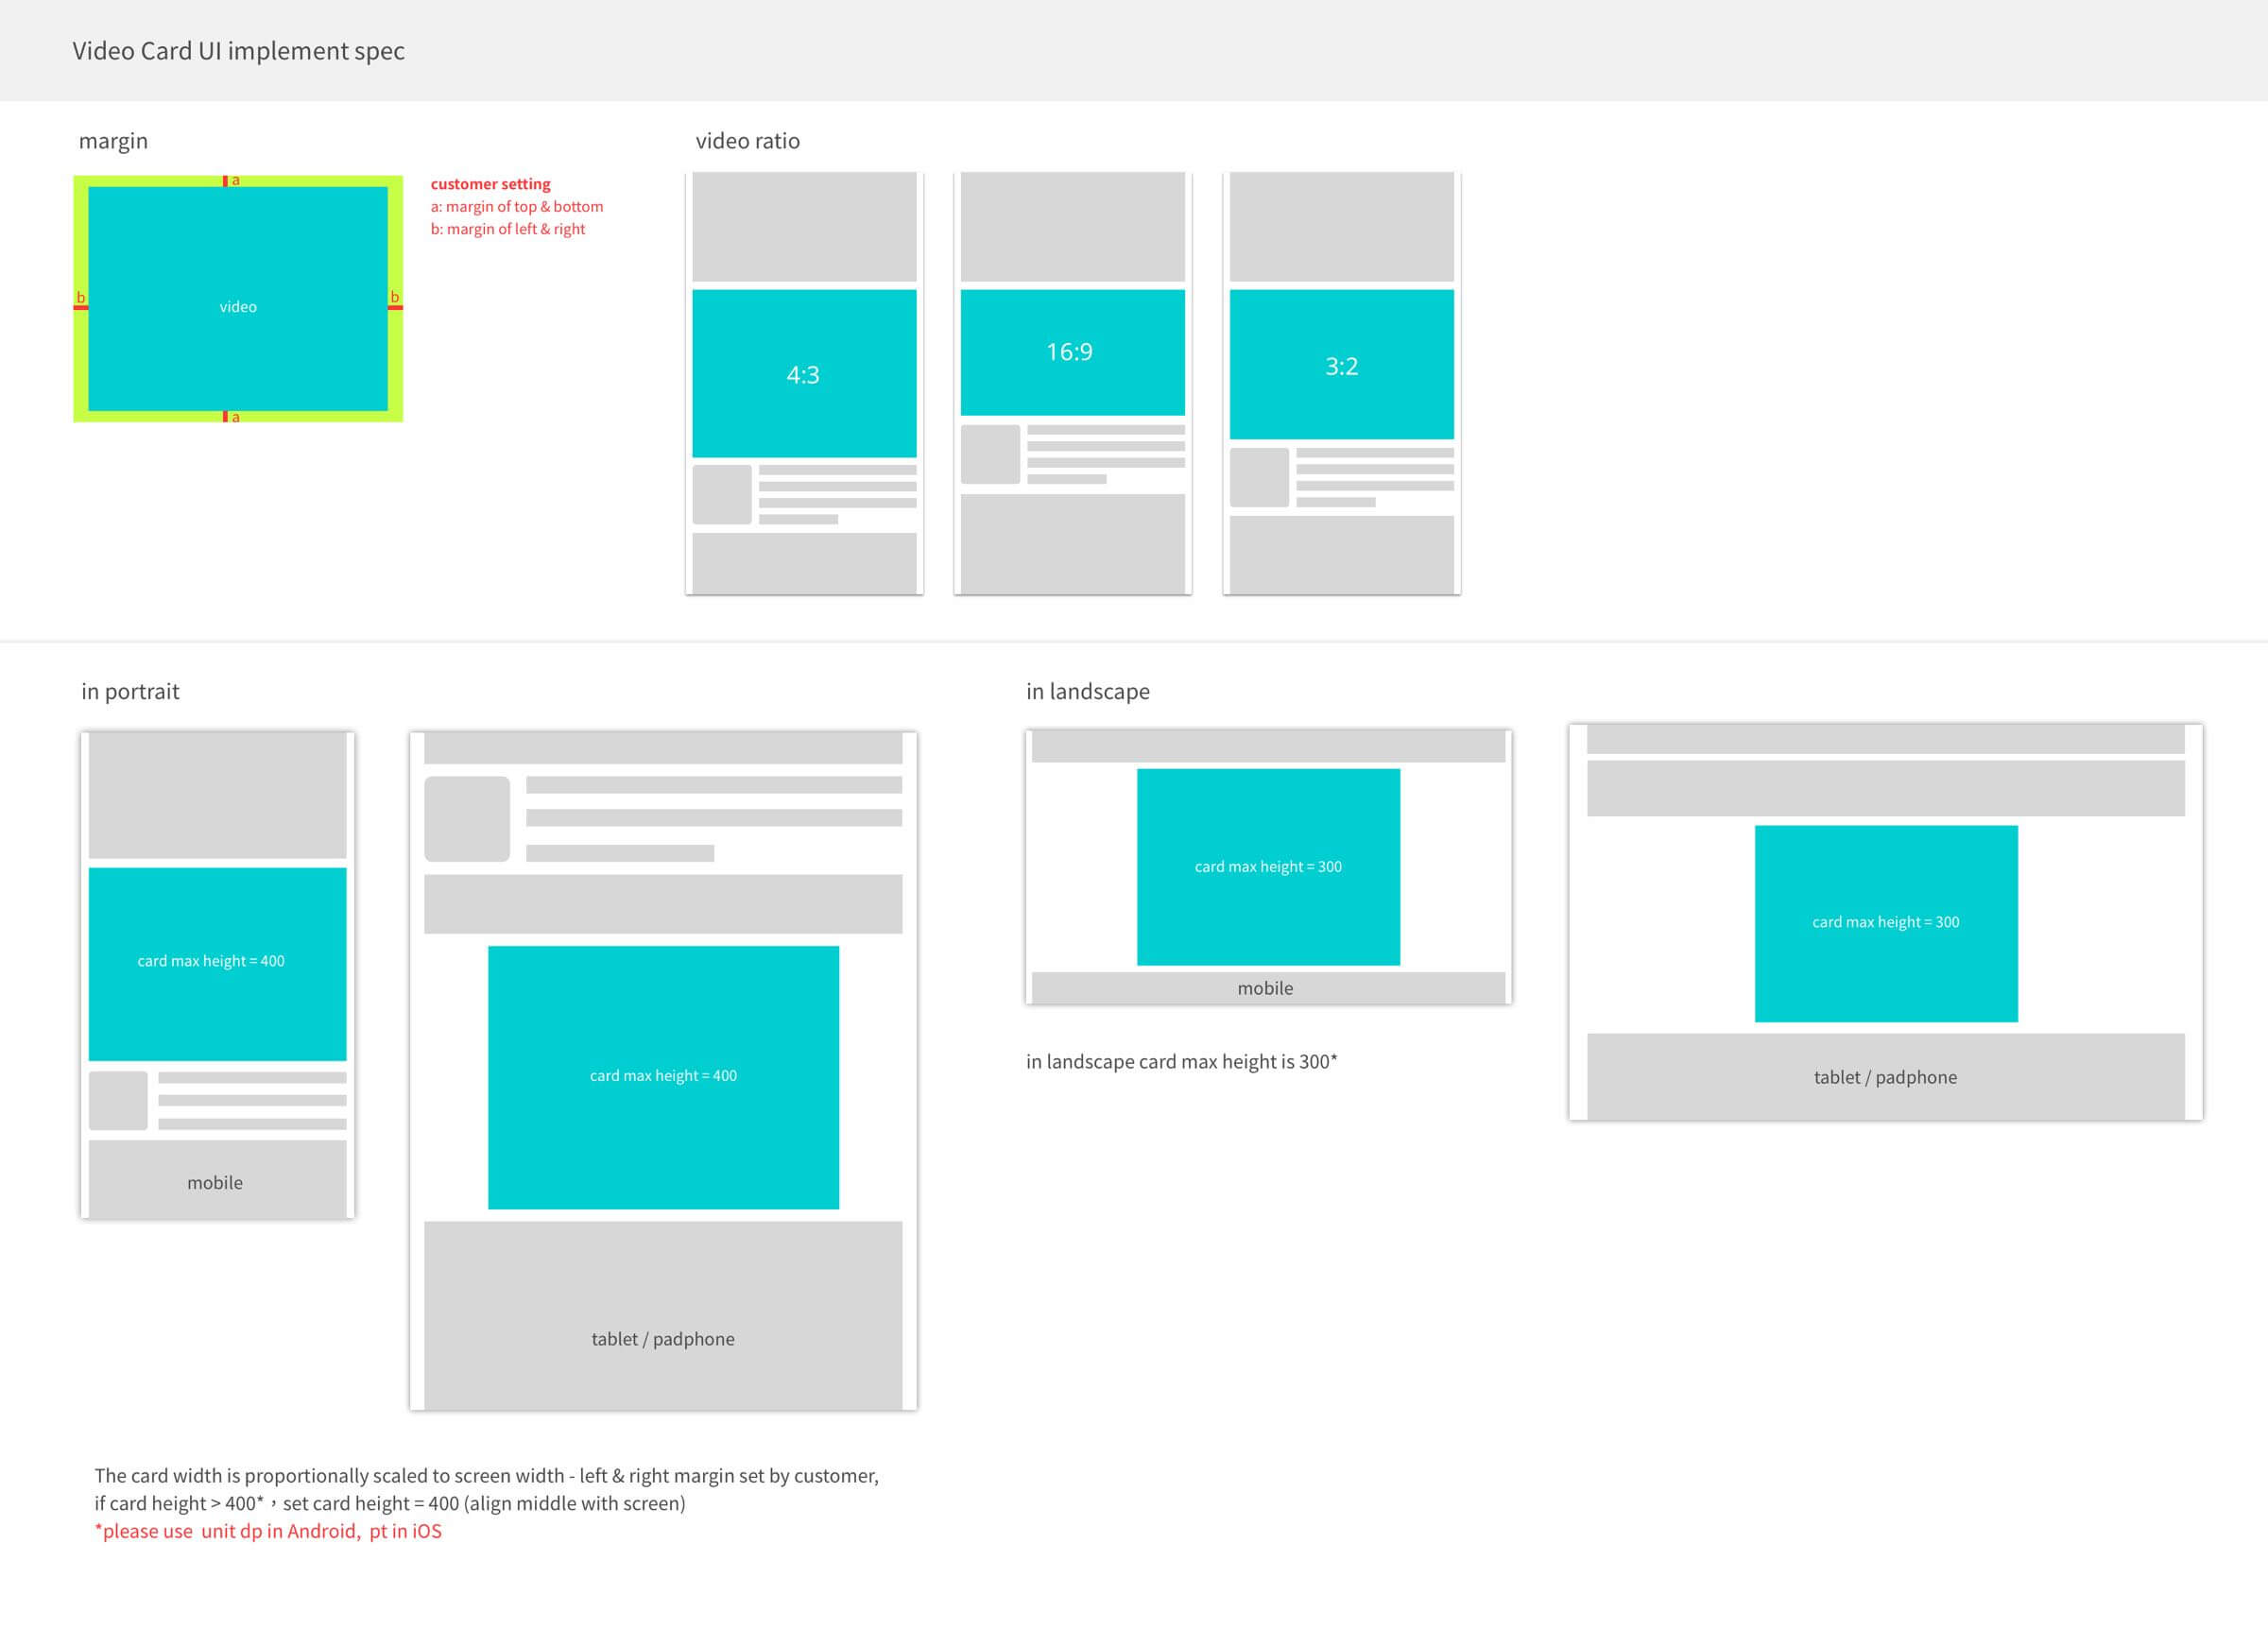 Video Card UI implement spec
margin
a
b
video
b
a
customer setting
a: margin of top & bottom
b: margin of left & right
video ratio
4:3
16:9
3:2
in portrait
card max height = 400
mobile
card max height = 400
tablet / padphone
in landscape
card max height = 300
mobile
in landscape card max height is 300*
card max height = 300
tablet / padphone
The card width is proportionally scaled to screen width - left & right margin set by customer,
if card height > 400*，set card height = 400 (align middle with screen)
*please use  unit dp in Android,  pt in iOS